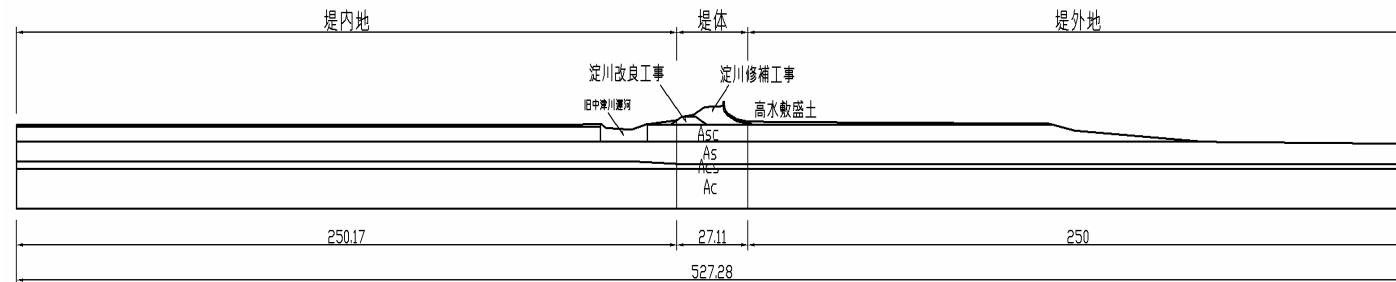 堤内地 堤体 堤外地
淀川改良工事 淀川修補工事
旧中津川運河 高水敷盛土
Asc
As
Acs
Ac
250.17 27.11 250
527.28